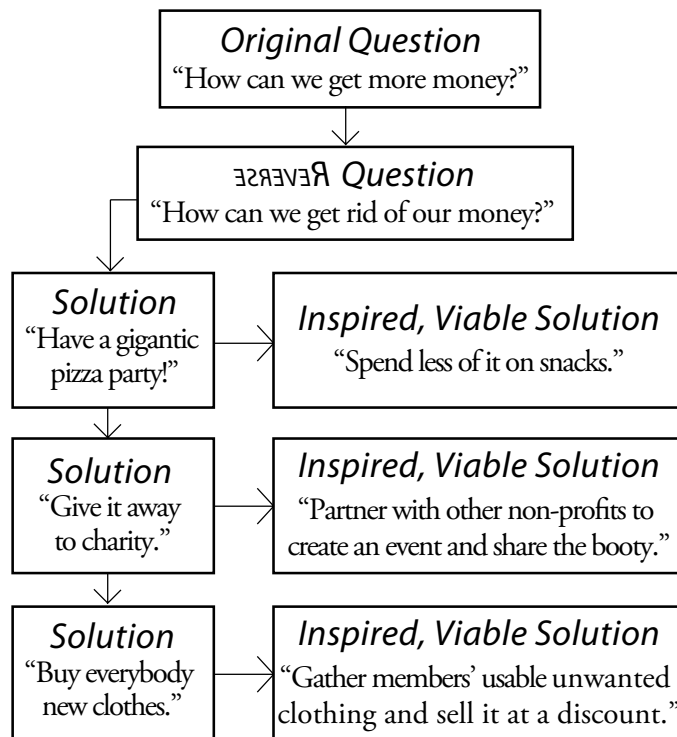 Original Question
“How can we get more money?”
REVERSE Question
“How can we get rid of our money?”
Solution
“Have a gigantic
pizza party!”
Inspired, Viable Solution
“Spend less of it on snacks.”
Solution
“Give it away
to charity.”
Inspired, Viable Solution
“Partner with other non-profits to
create an event and share the booty.”
Solution
“Buy everybody
new clothes.”
Inspired, Viable Solution
“Gather members’ usable unwanted
clothing and sell it at a discount.”